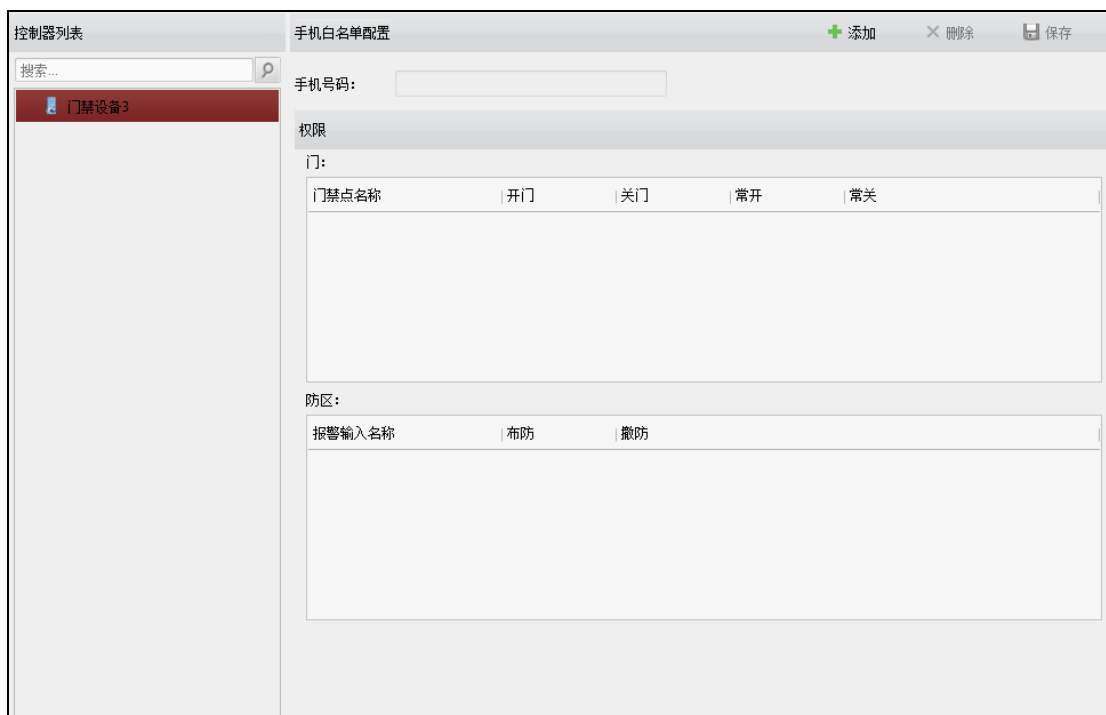 控制器列表
搜索...
门禁设备3
手机白名单配置 添加 删除 保存
手机号码：
权限
门：
门禁点名称 开门 关门 常开 常关
防区：
报警输入名称 布防 撤防